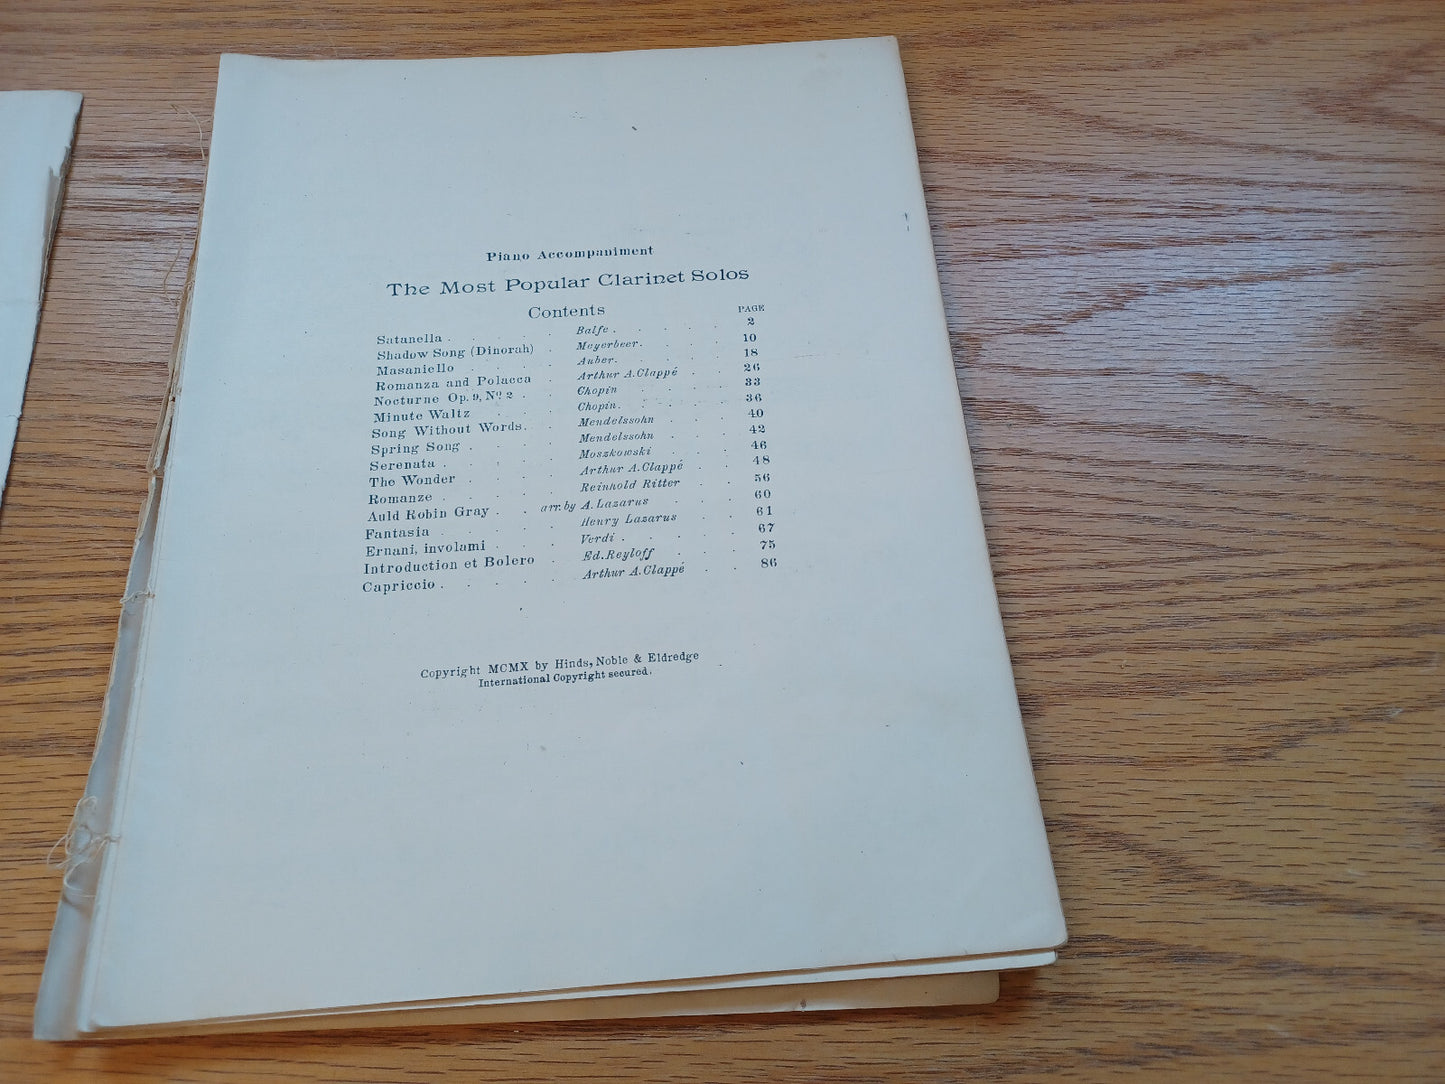 Piano Accompaniment
The Most Popular Clarinet Solos
Contents PAGE
Satanella . . Balfe . . . . . 2
Shadow Song (Dinorah) . Meyerbeer. . . . 10
Masaniello . . . . Auber. . . . . 18
Romanza and Polacca . Arthur A. Clappé . . 26
Nocturne Op. 9, No. 2 . . Chopin . . . . 33
Minute Waltz . . . Chopin. . . . . 36
Song Without Words. . Mendelssohn . . . 40
Spring Song . . . . Mendelssohn . . . 42
Serenata . . . . . Moszkowski . . . 46
The Wonder . . . . Arthur A. Clappé . . 48
Romanze . . . . . Reinhold Ritter . . 56
Auld Robin Gray . . arr. by A. Lazarus . . . 60
Fantasia . . . . . Henry Lazarus . . 61
Ernani, involami . . . Verdi . . . . . 67
Introduction et Bolero . Ed. Reyloff . . . 75
Capriccio . . . . . Arthur A. Clappé . . 86
Copyright MCMX by Hinds, Noble & Eldredge
International Copyright secured.